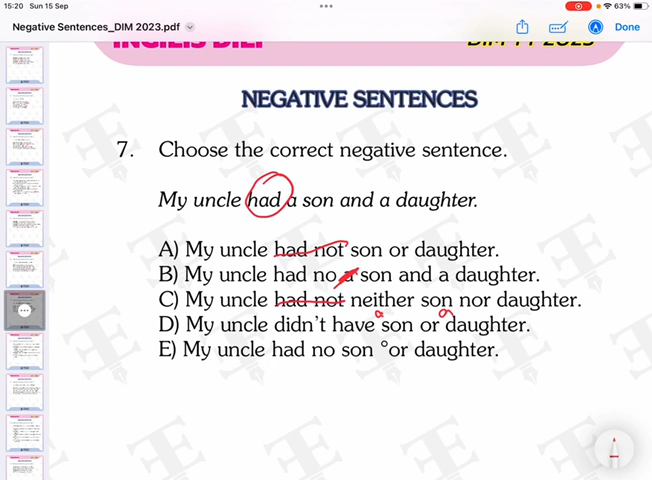 15:20 Sun 15 Sep
63%
Negative Sentences_DIM 2023.pdf
Done
NEGATIVE SENTENCES
7. Choose the correct negative sentence.
My uncle had a son and a daughter.
A) My uncle had not son or daughter.
B) My uncle had no a son and a daughter.
C) My uncle had not neither son nor daughter.
a a
D) My uncle didn't have son or daughter.
E) My uncle had no son or daughter.